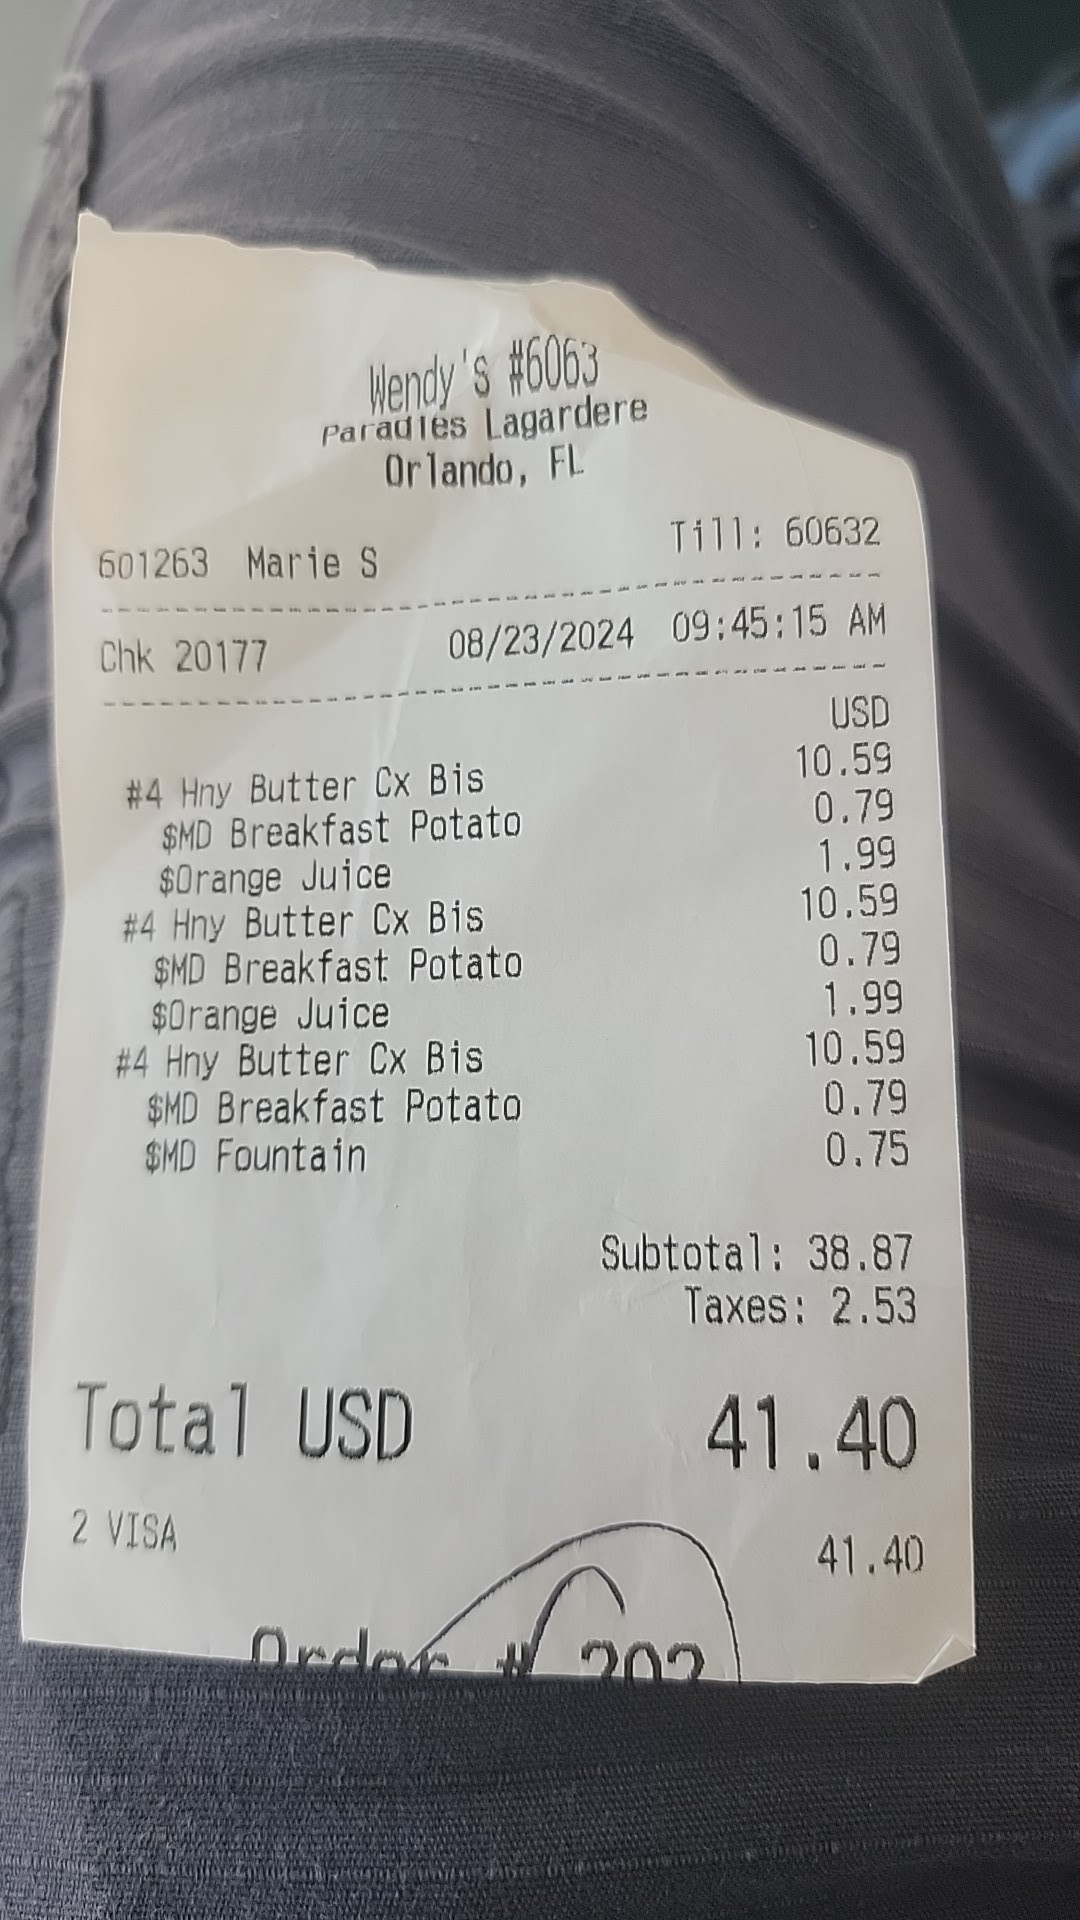 Wendy's #6063
Paradies Lagardere
Orlando, FL
601263 Marie S Till: 60632
Chk 20177 08/23/2024 09:45:15 AM
USD
#4 Hny Butter Cx Bis 10.59
$MD Breakfast Potato 0.79
$Orange Juice 1.99
#4 Hny Butter Cx Bis 10.59
$MD Breakfast Potato 0.79
$Orange Juice 1.99
#4 Hny Butter Cx Bis 10.59
$MD Breakfast Potato 0.79
$MD Fountain 0.75
Subtotal: 38.87
Taxes: 2.53
Total USD 41.40
2 VISA 41.40
Order #